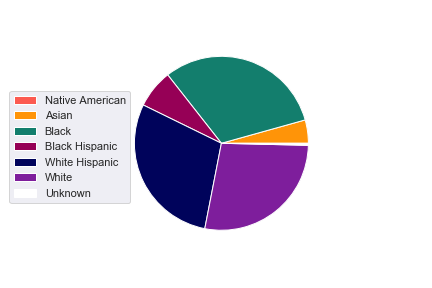 Native American
Asian
Black
Black Hispanic
White Hispanic
White
Unknown